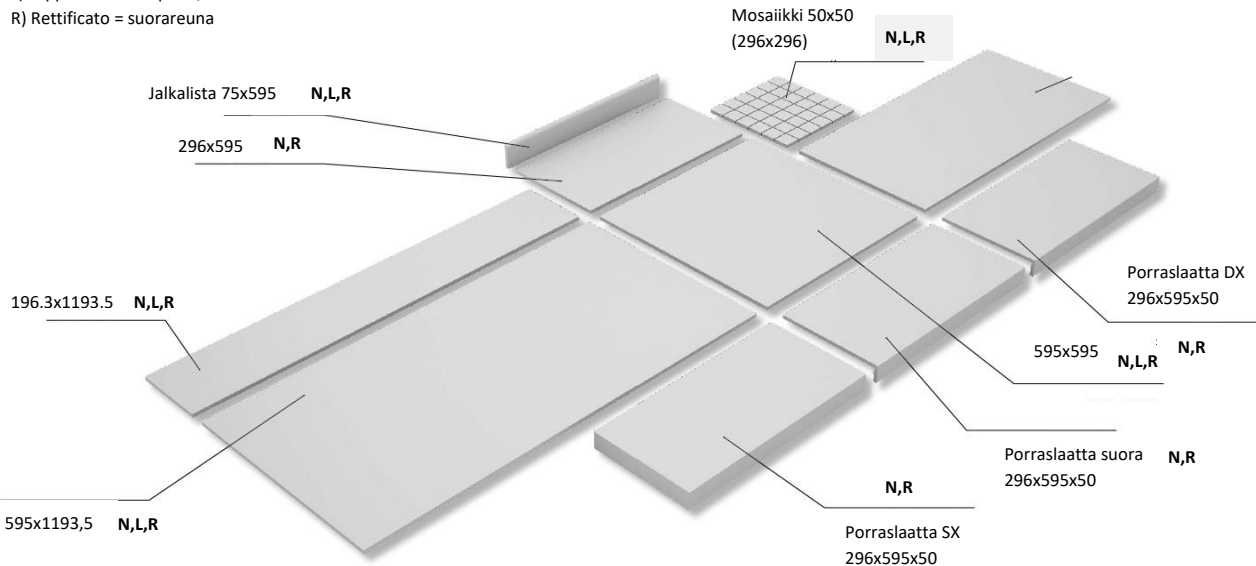 R) Rettificato = suorareuna
Mosaiikki 50x50
(296x296)
N,L,R
Jalkalista 75x595 N,L,R
296x595 N,R
196.3x1193.5 N,L,R
Porraslaatta DX
296x595x50
N,R
595x595 N,L,R
Porraslaatta suora N,R
296x595x50
N,R
Porraslaatta SX
296x595x50
595x1193,5 N,L,R